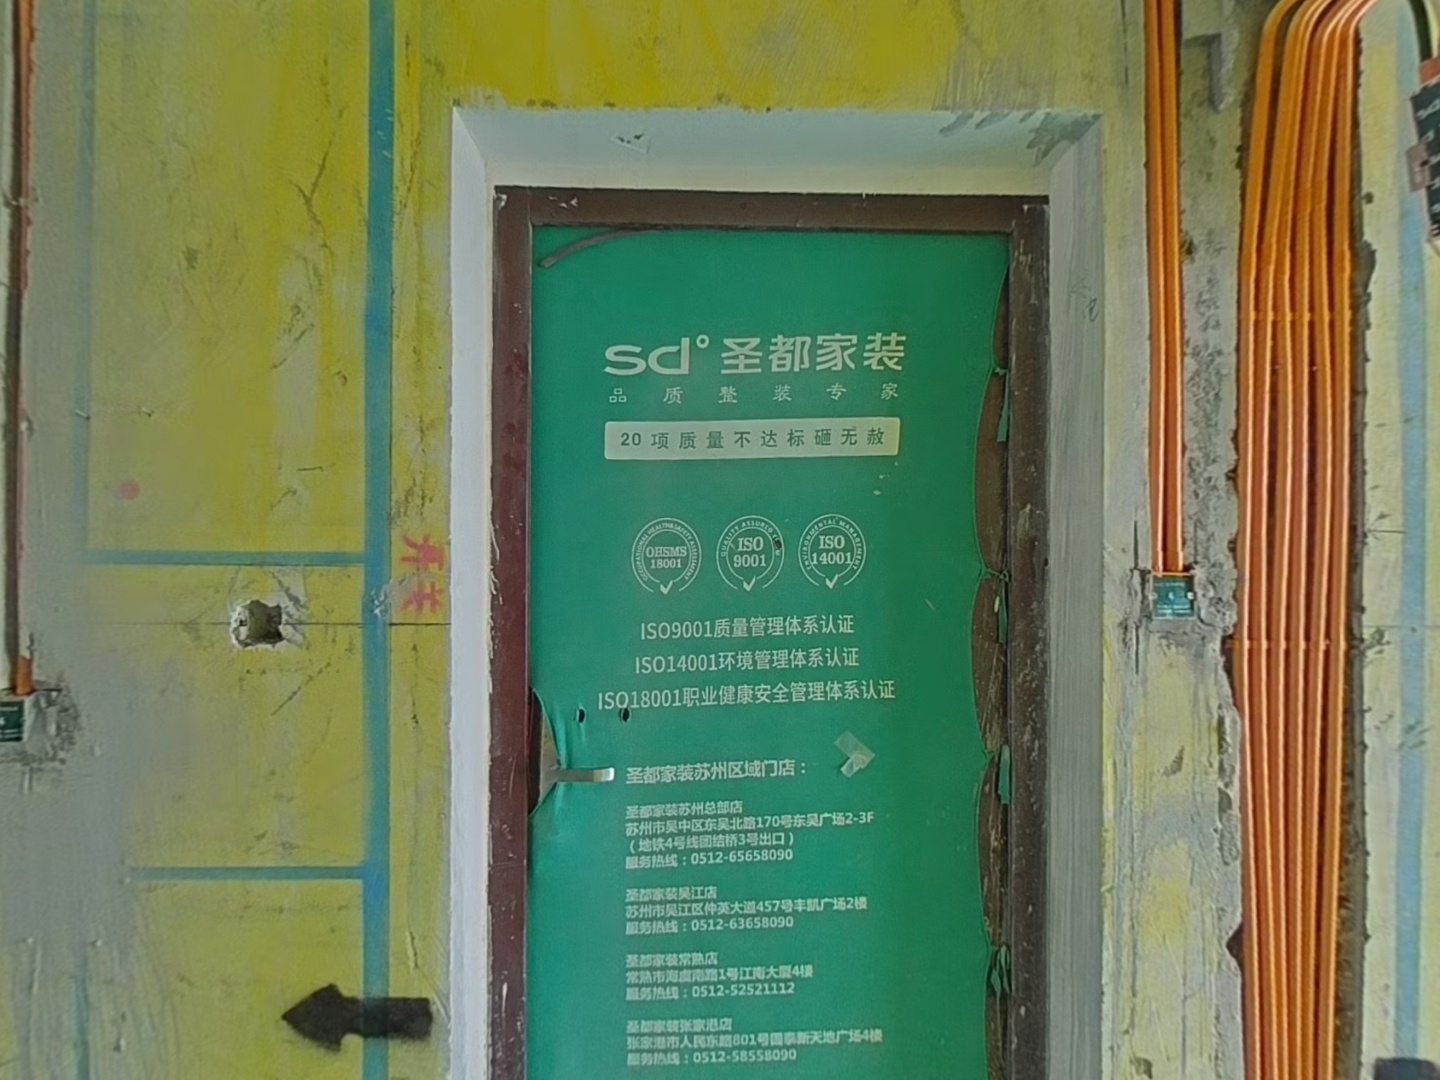 sd°圣都家装
品质整装专家
20项质量不达标砸无赦
OCCUPATIONAL HEALTH&SAFETY ASSESSMENT
OHSMS
18001
QUALITY ASSURED
ISO
9001
ENVIRONMENTAL MANAGEMENT
ISO
14001
ISO9001质量管理体系认证
ISO14001环境管理体系认证
ISO18001职业健康安全管理体系认证
开关
圣都家装苏州区域门店：
圣都家装苏州总部店
苏州市吴中区东吴北路170号东吴广场2-3F
（地铁4号线团结桥3号出口）
服务热线：0512-65658090
圣都家装吴江店
苏州市吴江区仲英大道457号丰凯广场2楼
服务热线：0512-63658090
圣都家装常熟店
常熟市海虞南路1号江南大厦4楼
服务热线：0512-52521112
圣都家装张家港店
张家港市人民东路801号国泰新天地广场4楼
服务热线：0512-58558090